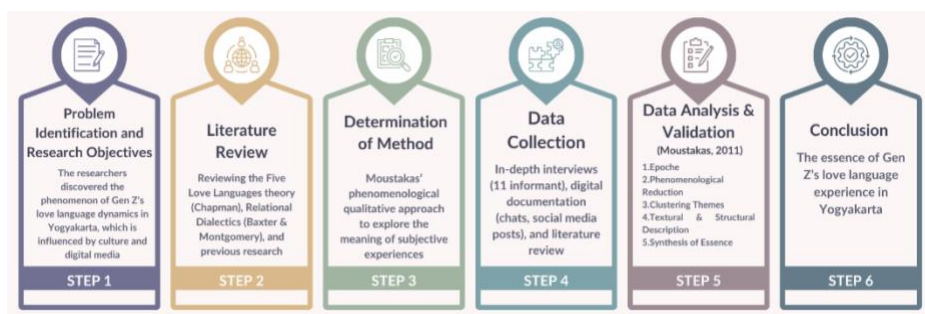 Problem
Identification and
Research Objectives
The researchers
discovered the
phenomenon of Gen Z's
love language dynamics in
Yogyakarta, which is
influenced by culture and
digital media
STEP 1
Literature
Review
Reviewing the Five
Love Languages theory
(Chapman), Relational
Dialectics (Baxter &
Montgomery), and
previous research
STEP 2
Determination
of Method
Moustakas'
phenomenological
qualitative approach
to explore the
meaning of subjective
experiences
STEP 3
Data
Collection
In-depth interviews
(11 informant), digital
documentation
(chats, social media
posts), and literature
review
STEP 4
Data Analysis &
Validation
(Moustakas, 2011)
1.Epoche
2.Phenomenological
Reduction
3.Clustering Themes
4.Textural & Structural
Description
5.Synthesis of Essence
STEP 5
Conclusion
The essence of Gen
Z's love language
experience in
Yogyakarta
STEP 6